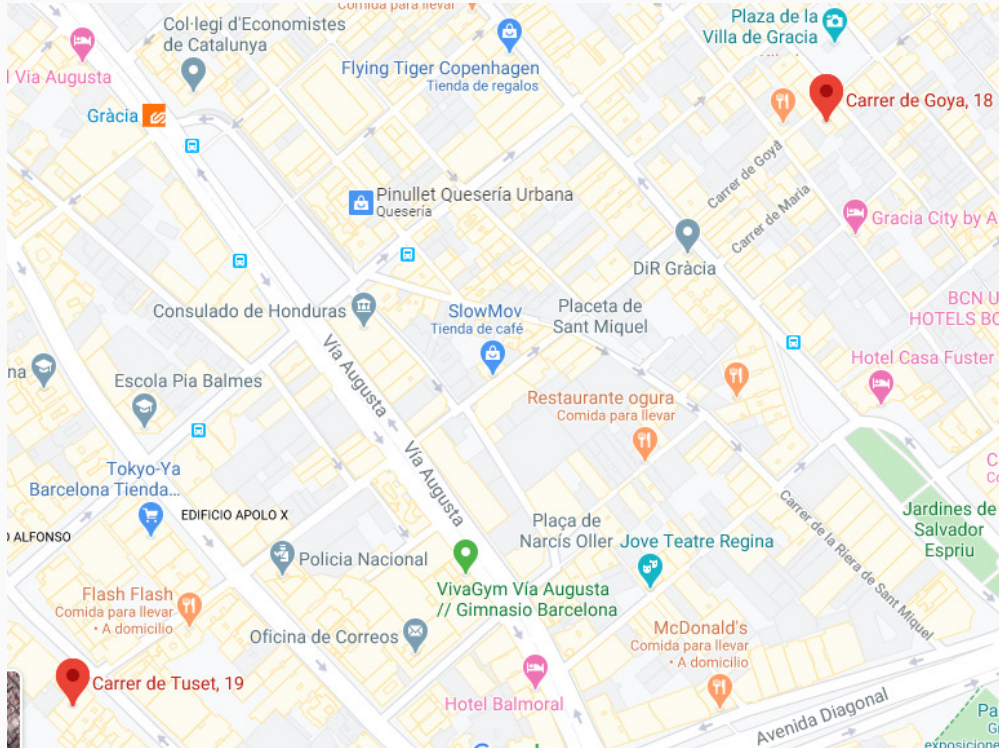 Comida para llevar
Plaza de la
Villa de Gracia
Col·legi d'Economistes
de Catalunya
Flying Tiger Copenhagen
Tienda de regalos
Via Augusta
Carrer de Goya, 18
Gràcia
Carrer de Goya
Pinullet Quesería Urbana
Quesería
Carrer de María
Gracia City by A
DiR Gràcia
Consulado de Honduras
SlowMov
Tienda de café
Placeta de
Sant Miquel
BCN U
HOTELS BO
Vía Augusta
Hotel Casa Fuster
na
Escola Pia Balmes
Restaurante ogura
Comida para llevar
Vía Augusta
Tokyo-Ya
Barcelona Tienda...
EDIFICIO APOLO X
ALFONSO
Plaça de
Narcís Oller
Jove Teatre Regina
Carrer de la Riera de Sant Miquel
Jardines de
Salvador
Espriu
Policia Nacional
VivaGym Vía Augusta
// Gimnasio Barcelona
Flash Flash
Comida para llevar
• A domicilio
Oficina de Correos
McDonald's
Comida para llevar
• A domicilio
Carrer de Tuset, 19
Hotel Balmoral
Avenida Diagonal
Pa
exposicione